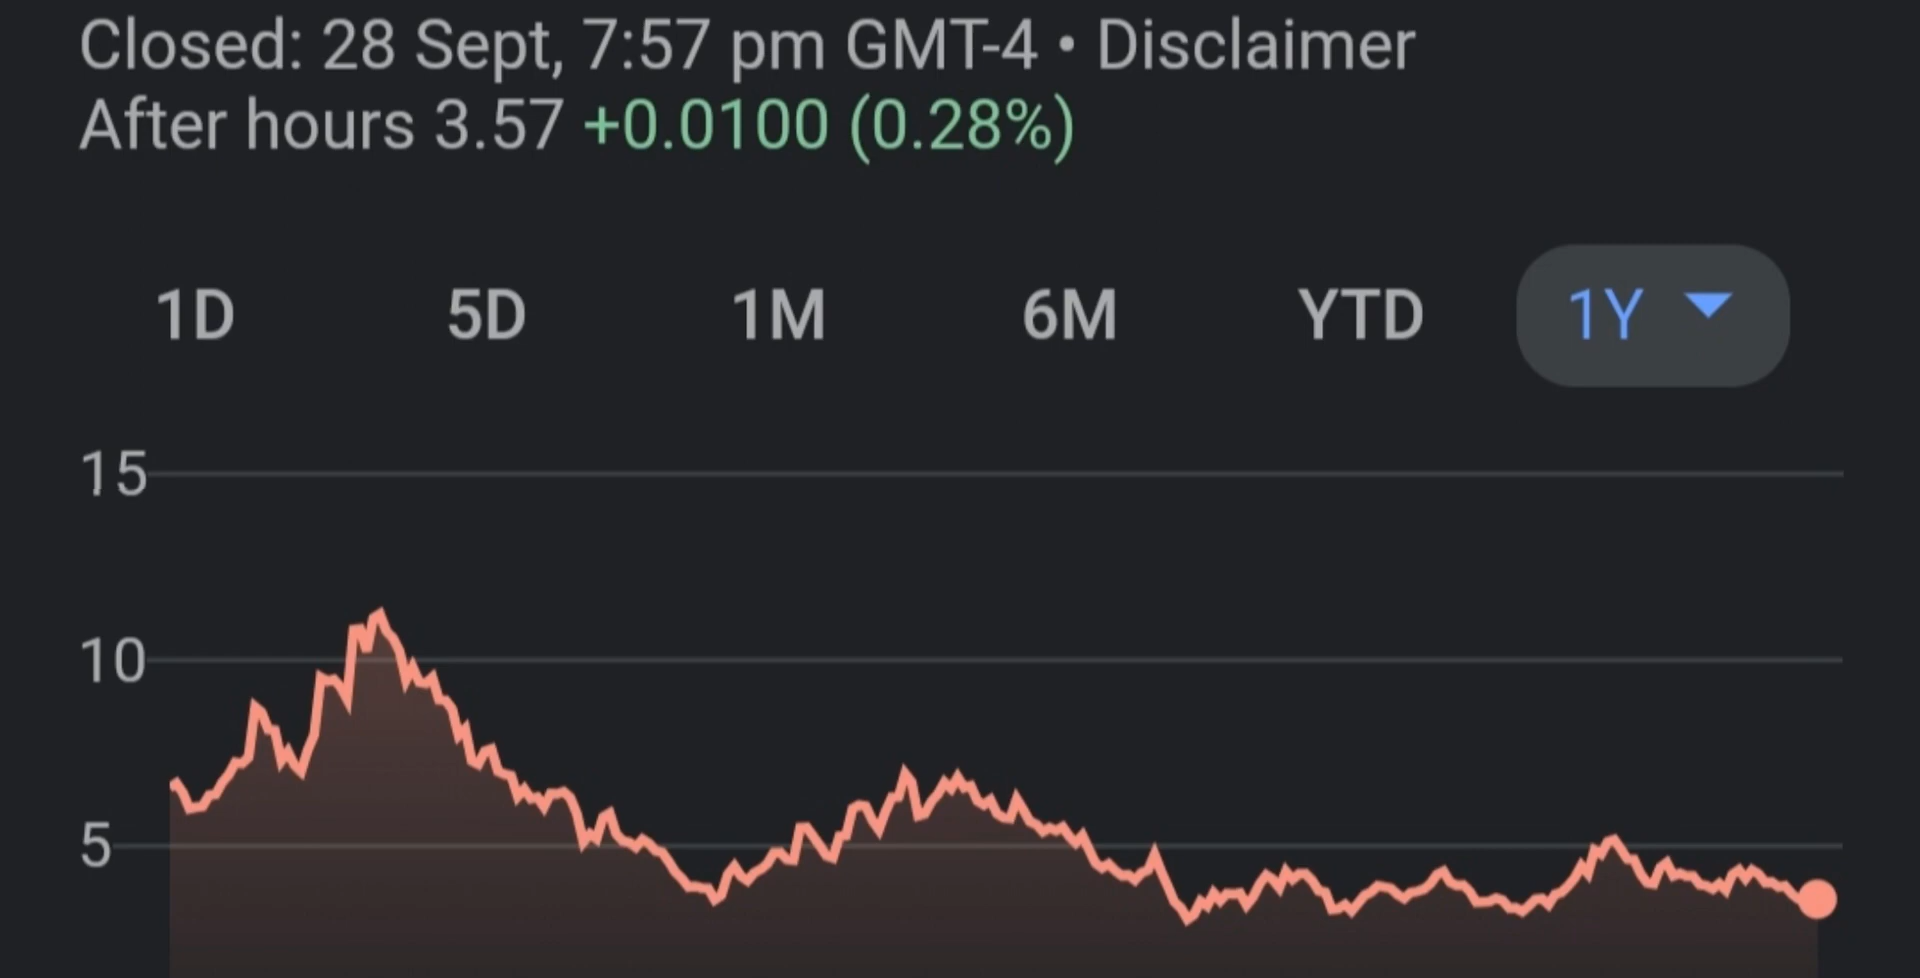 Closed: 28 Sept, 7:57 pm GMT-4 • Disclaimer
After hours 3.57 +0.0100 (0.28%)
1D 5D 1M 6M YTD 1Y
15
10
5